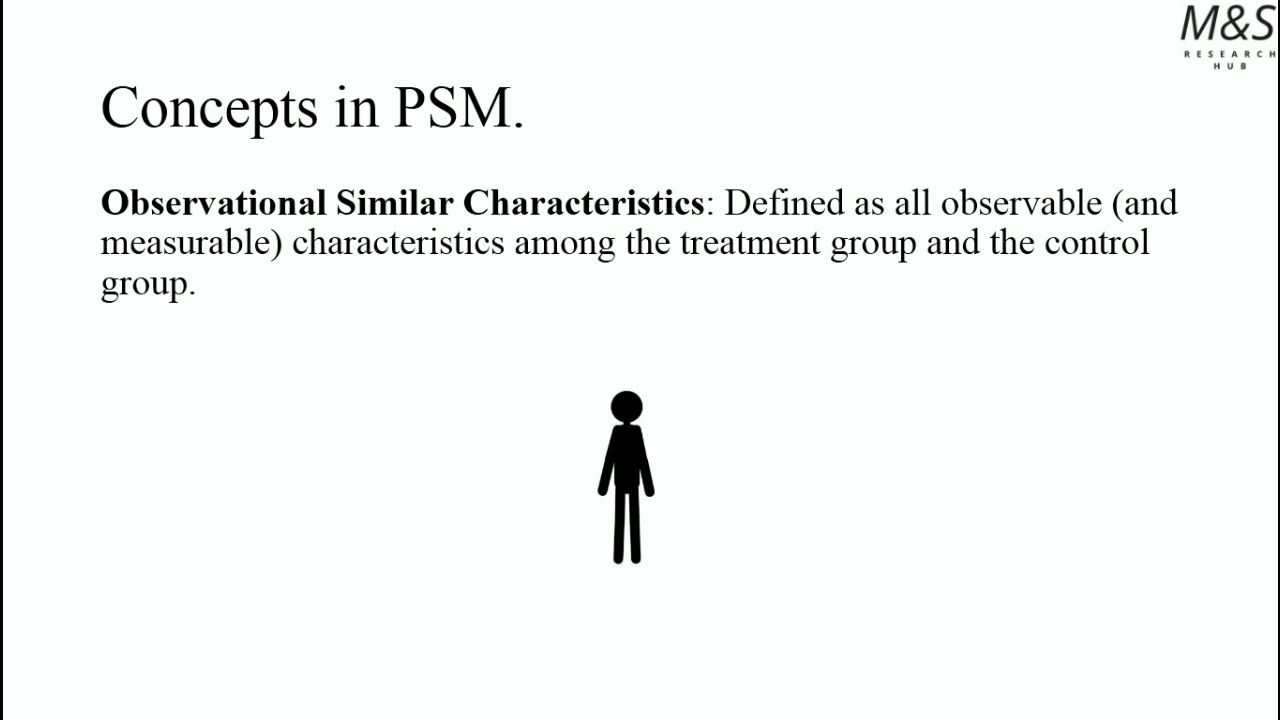 M&S
RESEARCH
HUB
Concepts in PSM.
Observational Similar Characteristics: Defined as all observable (and
measurable) characteristics among the treatment group and the control
group.